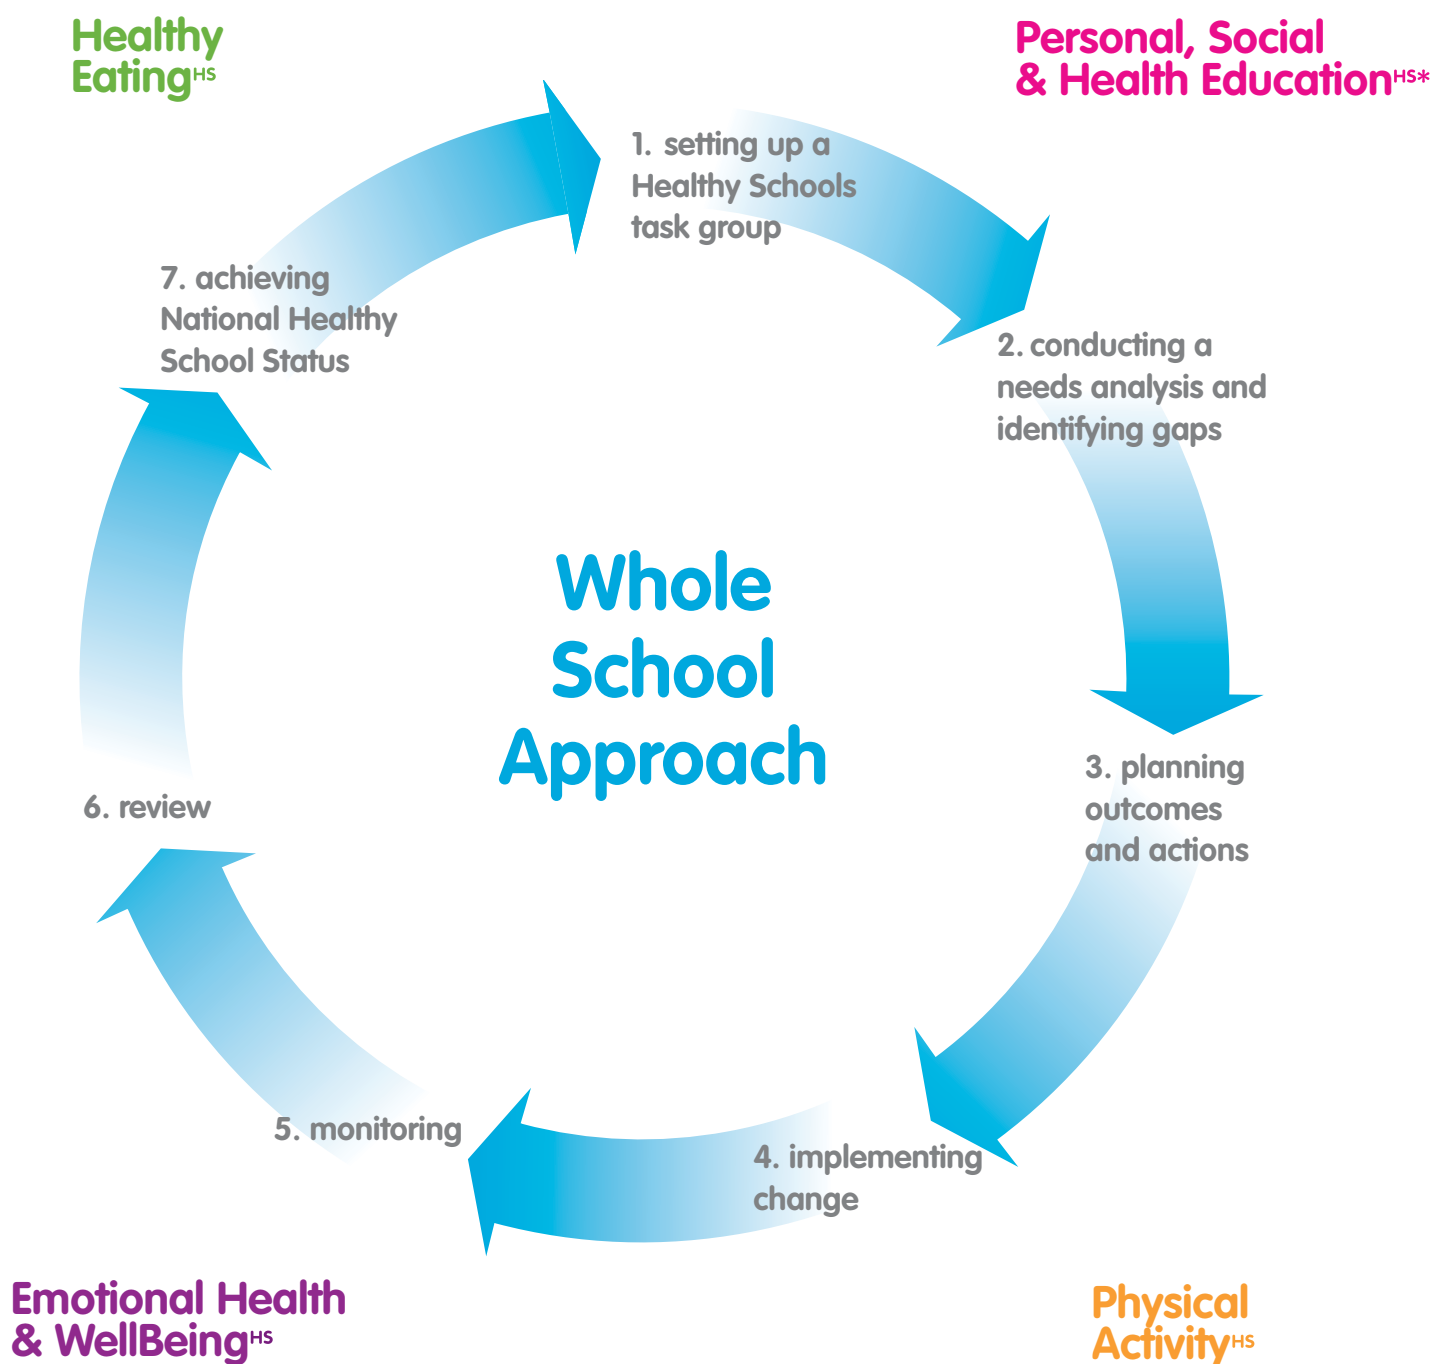 Healthy
Eating HS
Personal, Social
& Health Education HS*
1. setting up a
Healthy Schools
task group
2. conducting a
needs analysis and
identifying gaps
3. planning
outcomes
and actions
4. implementing
change
5. monitoring
6. review
7. achieving
National Healthy
School Status
Whole
School
Approach
Emotional Health
& WellBeing HS
Physical
Activity HS